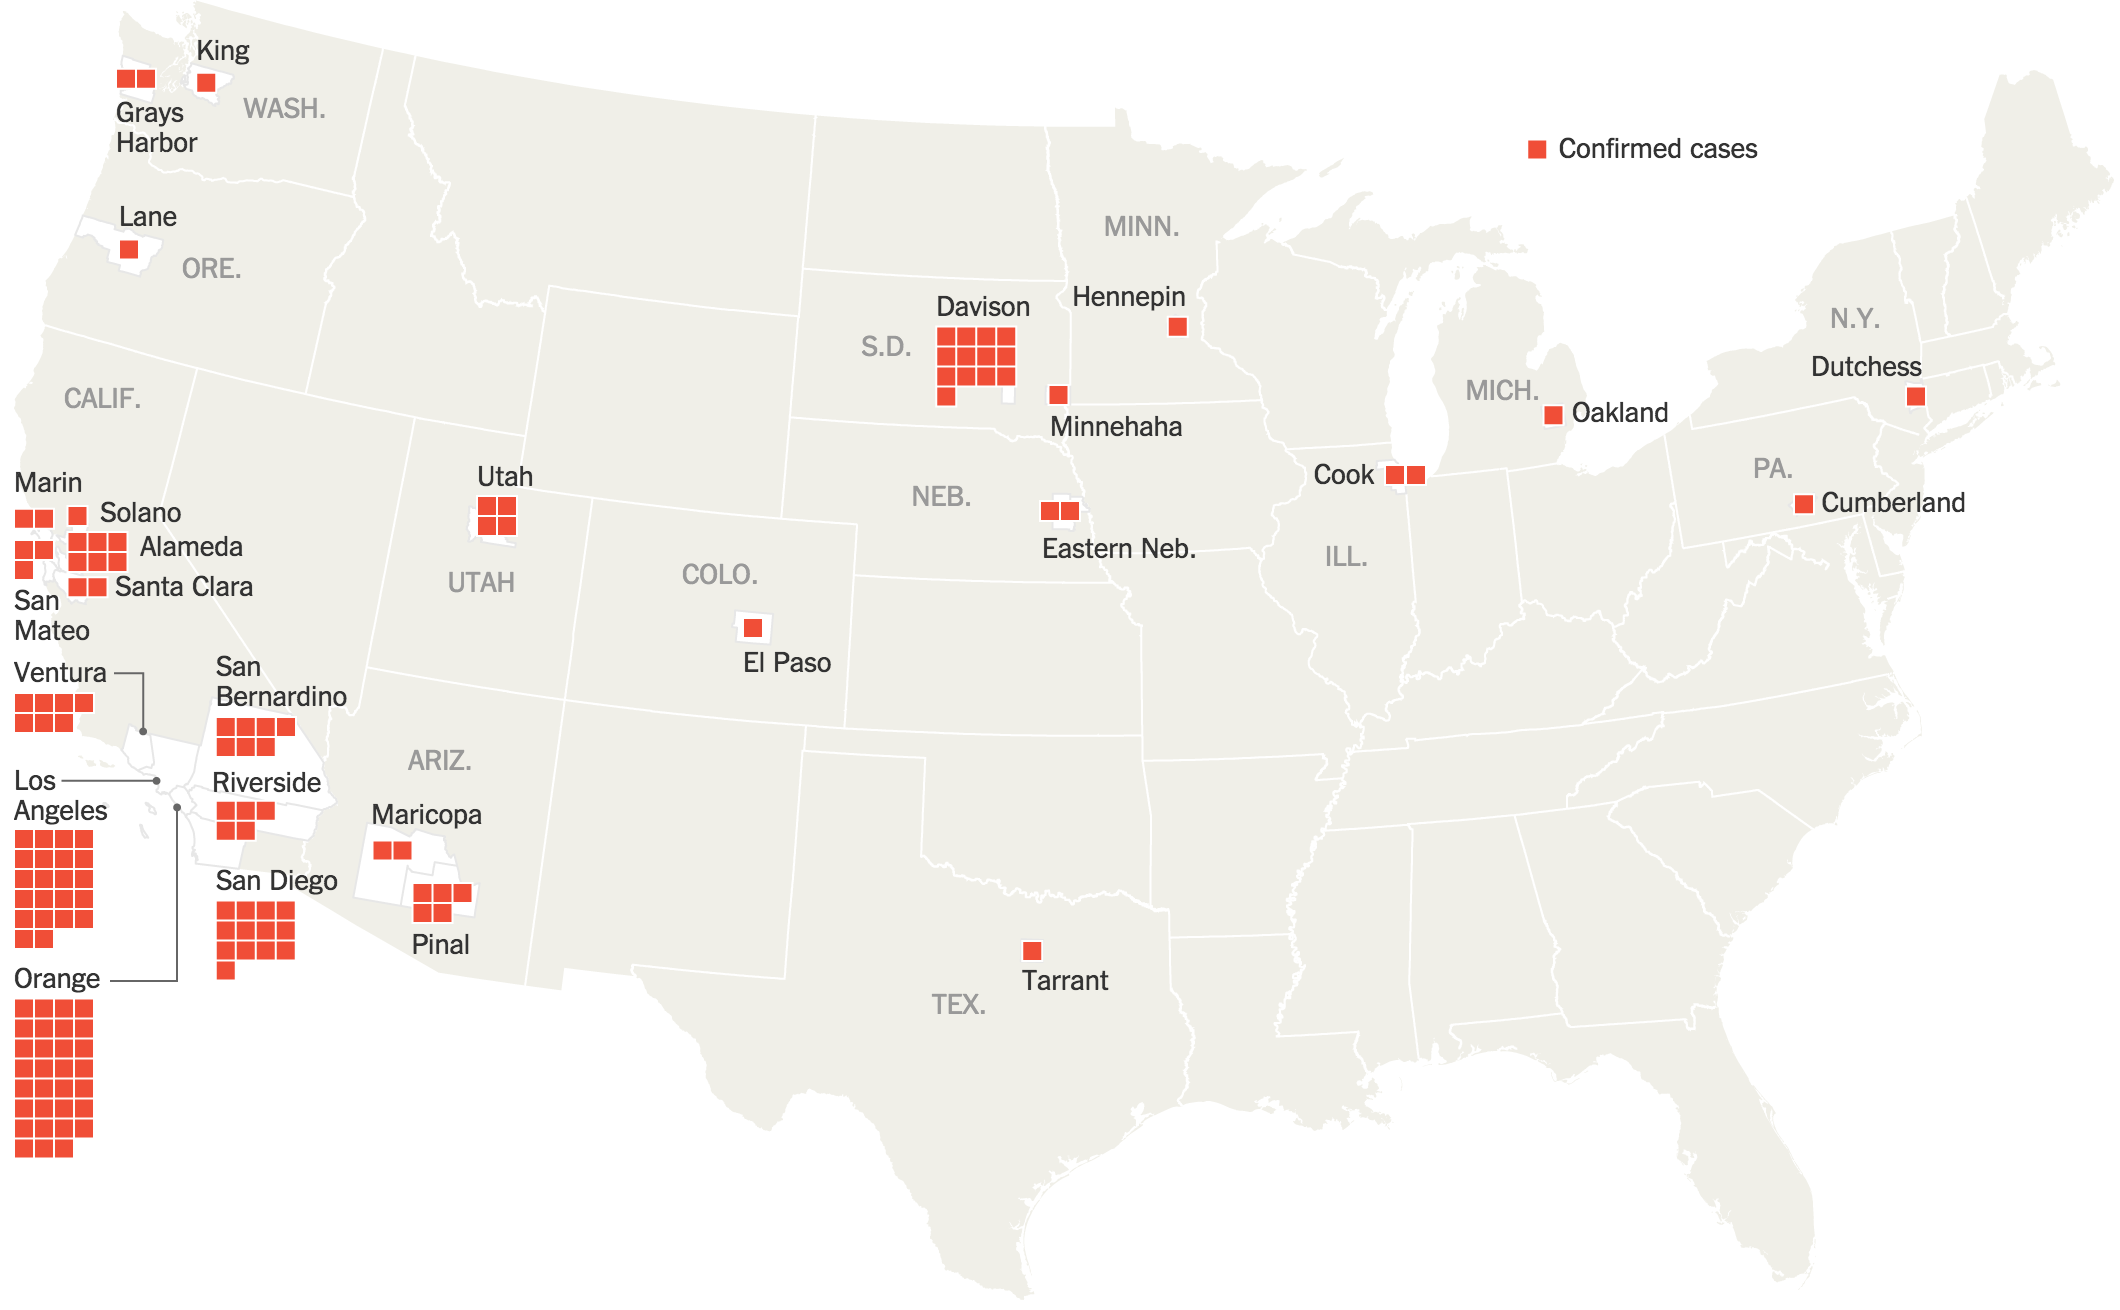 King
Grays
Harbor
WASH.
Confirmed cases
Lane
ORE.
MINN.
Hennepin
Davison
S.D.
Minnehaha
N.Y.
Dutchess
MICH.
Oakland
CALIF.
Marin
Solano
Alameda
Santa Clara
San
Mateo
Utah
UTAH
NEB.
Eastern Neb.
Cook
ILL.
PA.
Cumberland
COLO.
El Paso
Ventura
San
Bernardino
Los
Angeles
Riverside
ARIZ.
Maricopa
San Diego
Pinal
Orange
Tarrant
TEX.